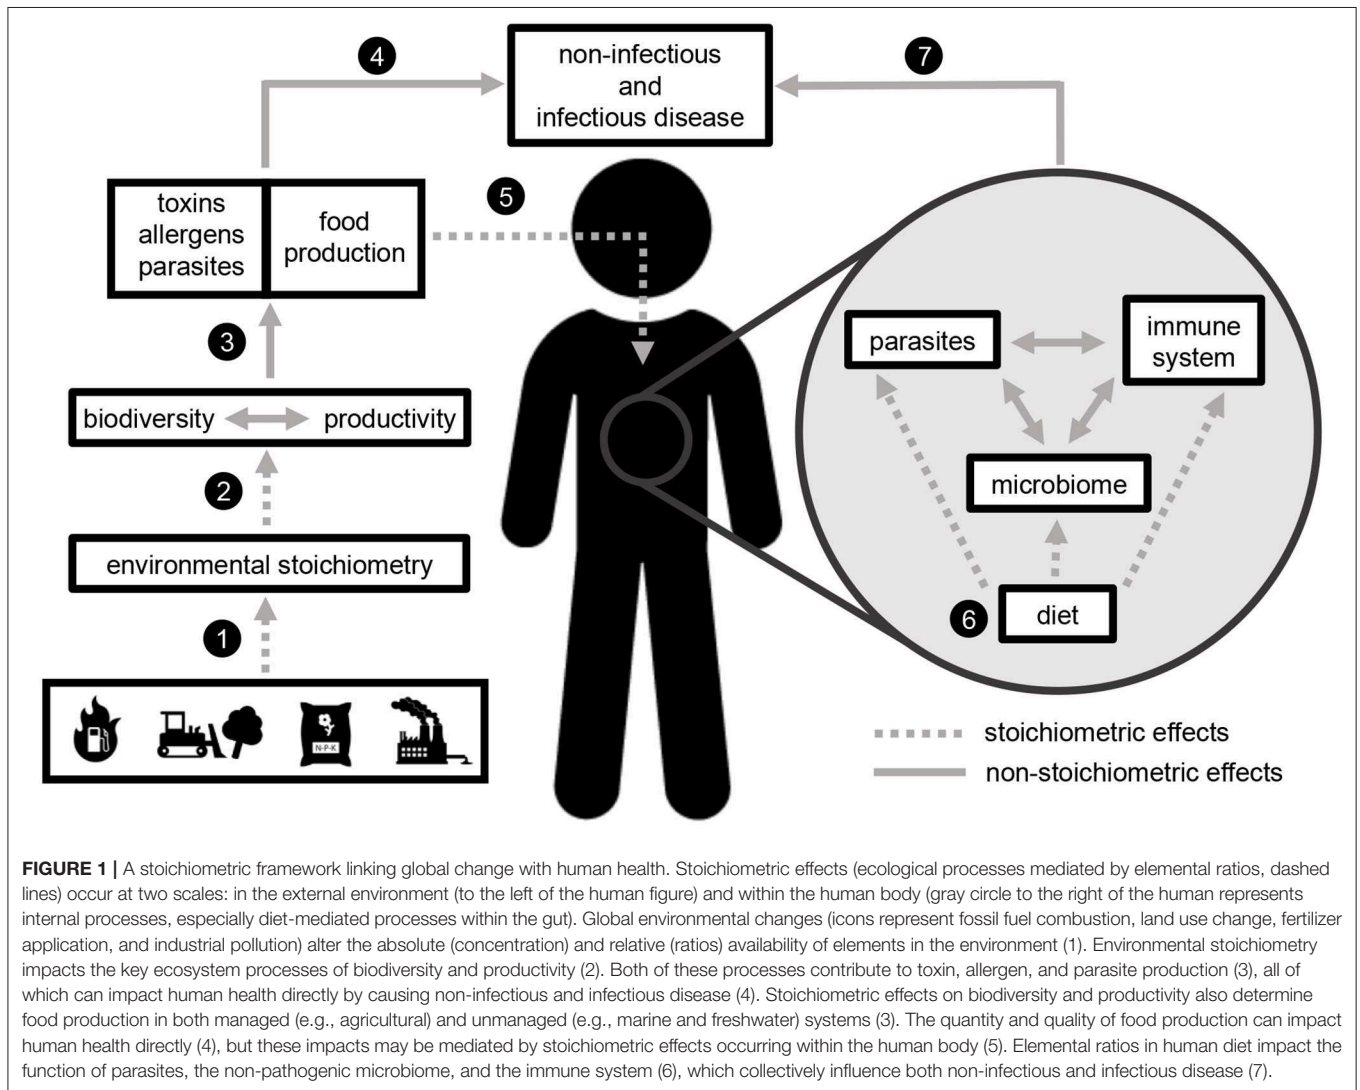 4
non-infectious
and
infectious disease
7
toxins
allergens
parasites
food
production
5
3
parasites
immune
system
biodiversity
productivity
2
microbiome
environmental stoichiometry
1
6
diet
N-P-K
stoichiometric effects
non-stoichiometric effects
FIGURE 1 | A stoichiometric framework linking global change with human health. Stoichiometric effects (ecological processes mediated by elemental ratios, dashed
lines) occur at two scales: in the external environment (to the left of the human figure) and within the human body (gray circle to the right of the human represents
internal processes, especially diet-mediated processes within the gut). Global environmental changes (icons represent fossil fuel combustion, land use change, fertilizer
application, and industrial pollution) alter the absolute (concentration) and relative (ratios) availability of elements in the environment (1). Environmental stoichiometry
impacts the key ecosystem processes of biodiversity and productivity (2). Both of these processes contribute to toxin, allergen, and parasite production (3), all of
which can impact human health directly by causing non-infectious and infectious disease (4). Stoichiometric effects on biodiversity and productivity also determine
food production in both managed (e.g., agricultural) and unmanaged (e.g., marine and freshwater) systems (3). The quantity and quality of food production can impact
human health directly (4), but these impacts may be mediated by stoichiometric effects occurring within the human body (5). Elemental ratios in human diet impact the
function of parasites, the non-pathogenic microbiome, and the immune system (6), which collectively influence both non-infectious and infectious disease (7).